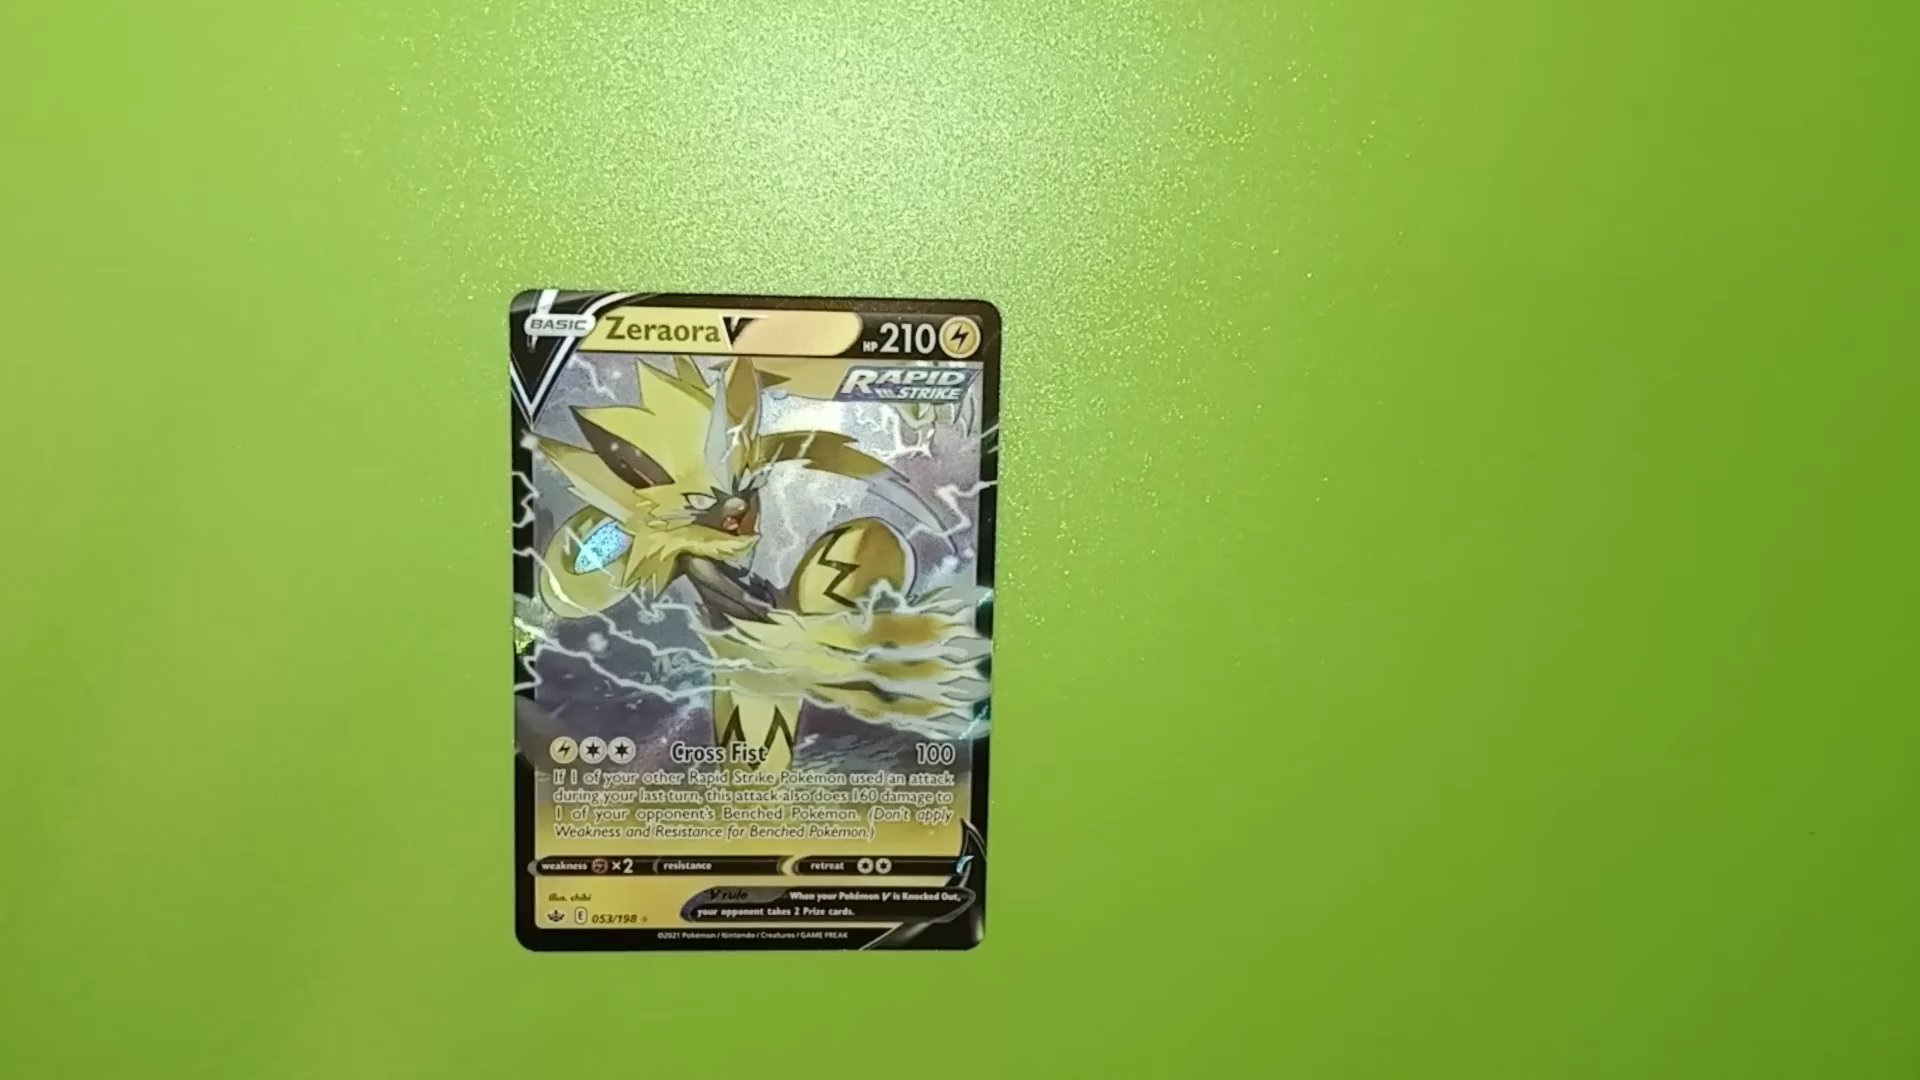 BASIC Zeraora V HP 210
RAPID
STRIKE
Cross Fist 100
If 1 of your other Rapid Strike Pokémon used an attack
during your last turn, this attack also does 160 damage to
1 of your opponent's Benched Pokémon. (Don't apply
Weakness and Resistance for Benched Pokémon.)
weakness ×2 resistance retreat
Illus. chibi
V rule When your Pokémon V is Knocked Out,
your opponent takes 2 Prize cards.
E 053/198
©2021 Pokémon / Nintendo / Creatures / GAME FREAK